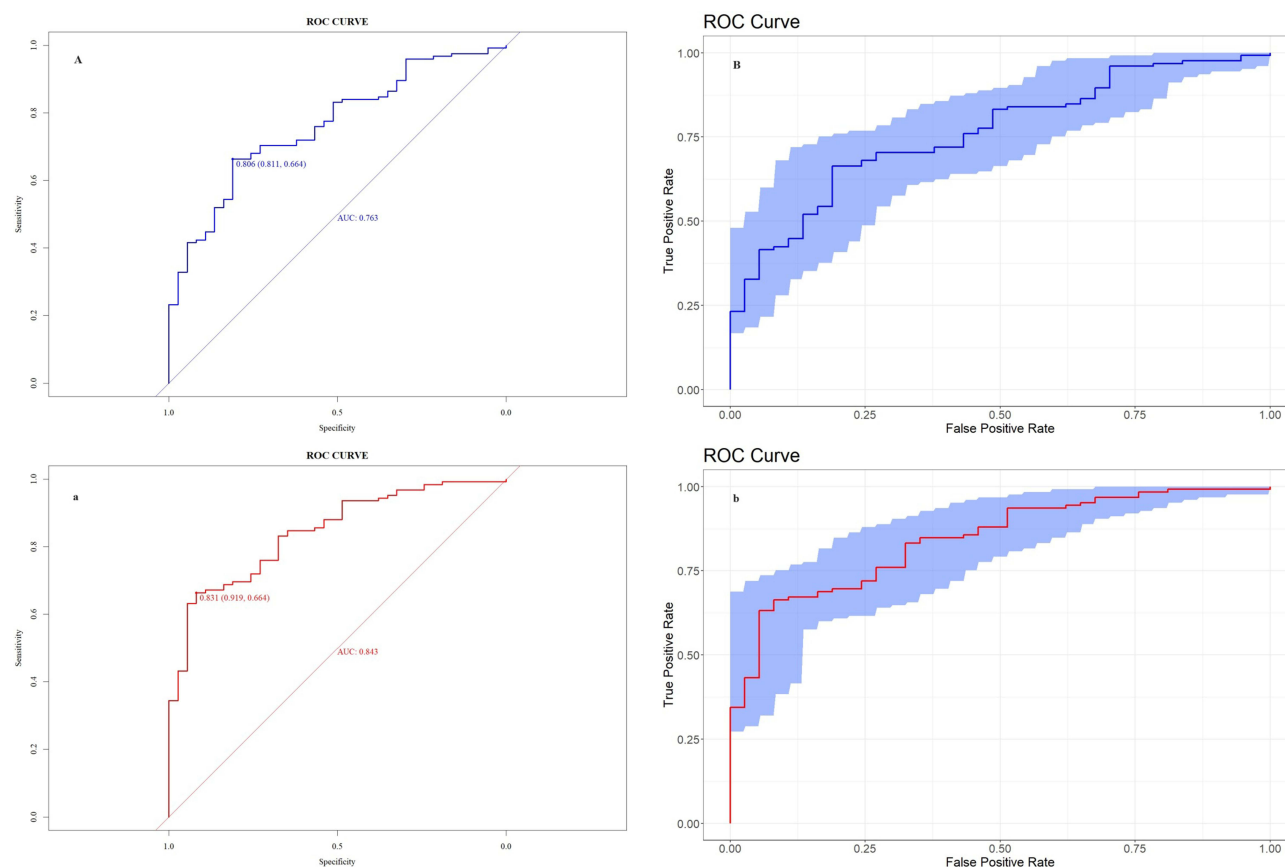 ROC CURVE
A
1.0
0.8
0.6
0.4
0.2
0.0
Sensitivity
0.806 (0.811, 0.664)
AUC: 0.763
1.0
0.5
0.0
Specificity
ROC Curve
B
1.00
0.75
0.50
0.25
0.00
True Positive Rate
0.00
0.25
0.50
0.75
1.00
False Positive Rate
ROC CURVE
a
1.0
0.8
0.6
0.4
0.2
0.0
Sensitivity
0.831 (0.919, 0.664)
AUC: 0.843
1.0
0.5
0.0
Specificity
ROC Curve
b
1.00
0.75
0.50
0.25
0.00
True Positive Rate
0.00
0.25
0.50
0.75
1.00
False Positive Rate